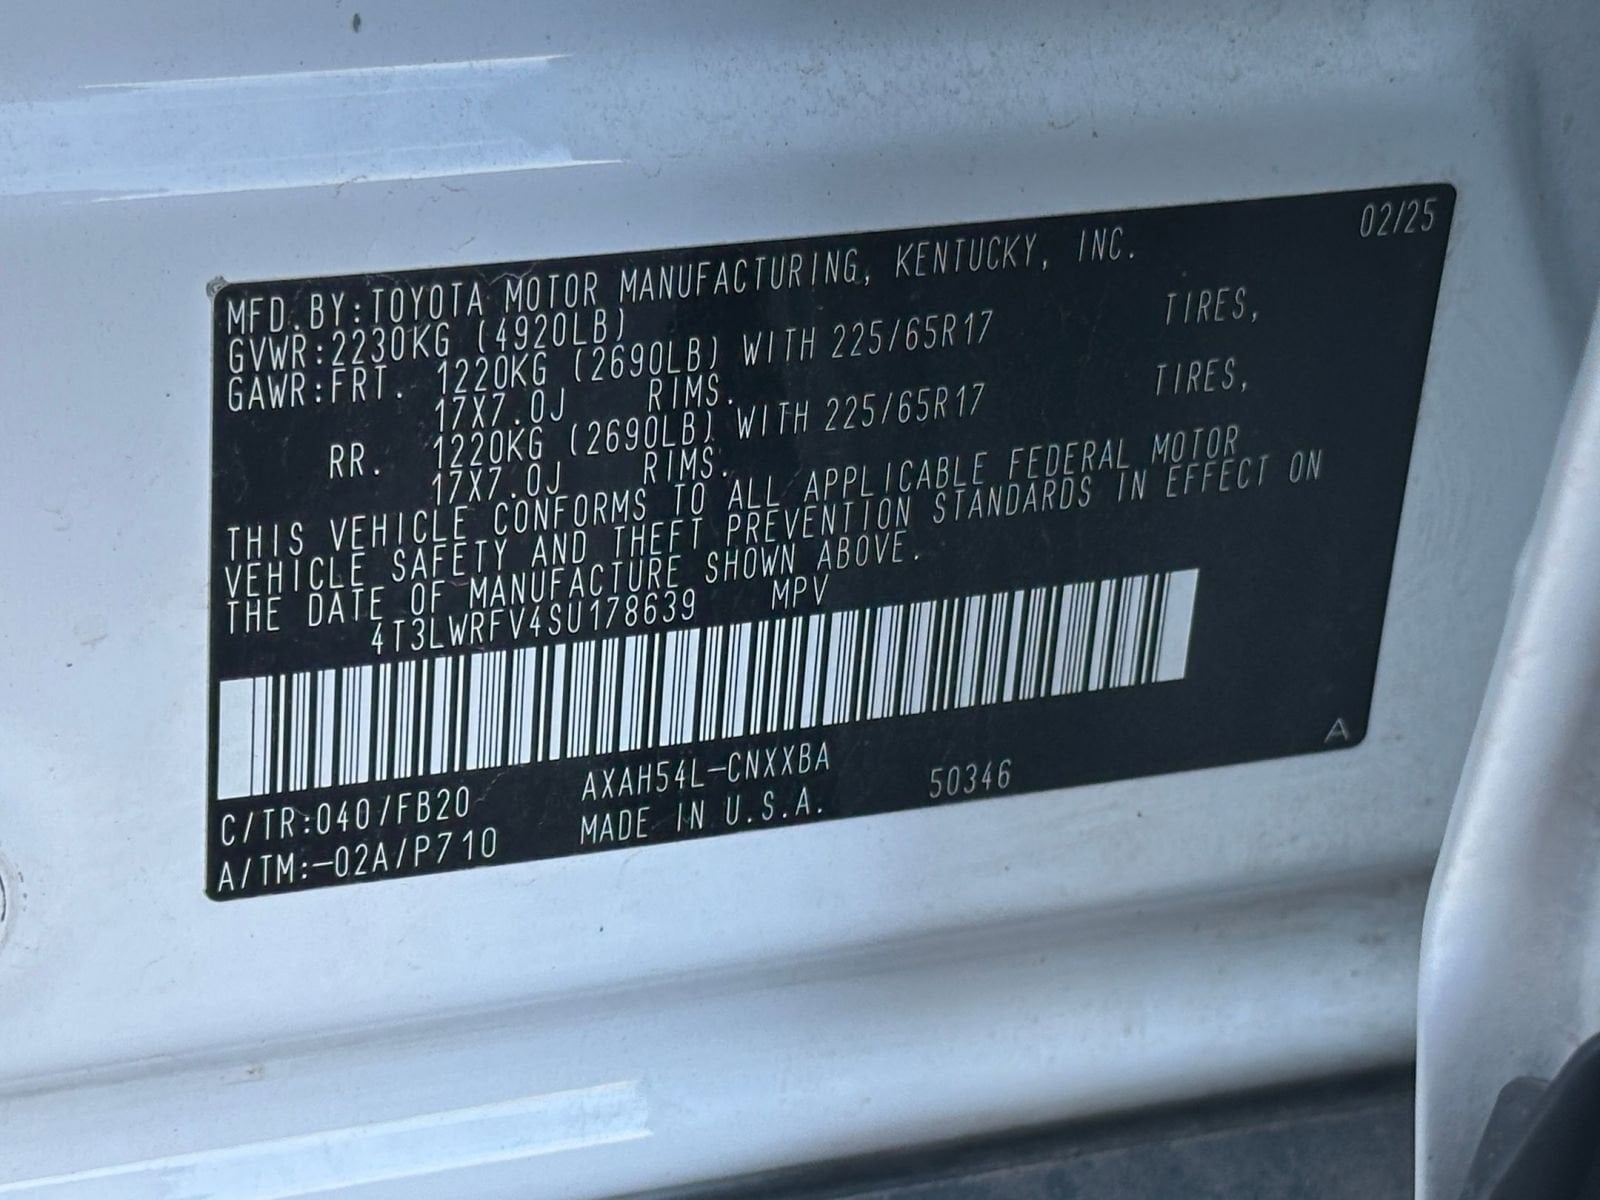 02/25
MFD.BY:TOYOTA MOTOR MANUFACTURING, KENTUCKY, INC.
GVWR:2230KG (4920LB)
GAWR:FRT. 1220KG (2690LB) WITH 225/65R17 TIRES,
17X7.0J RIMS.
RR. 1220KG (2690LB) WITH 225/65R17 TIRES,
17X7.0J RIMS.
THIS VEHICLE CONFORMS TO ALL APPLICABLE FEDERAL MOTOR
VEHICLE SAFETY AND THEFT PREVENTION STANDARDS IN EFFECT ON
THE DATE OF MANUFACTURE SHOWN ABOVE.
4T3LWRFV4SU178639 MPV
C/TR:040/FB20 AXAH54L-CNXXBA 50346
A/TM:-02A/P710 MADE IN U.S.A.
A